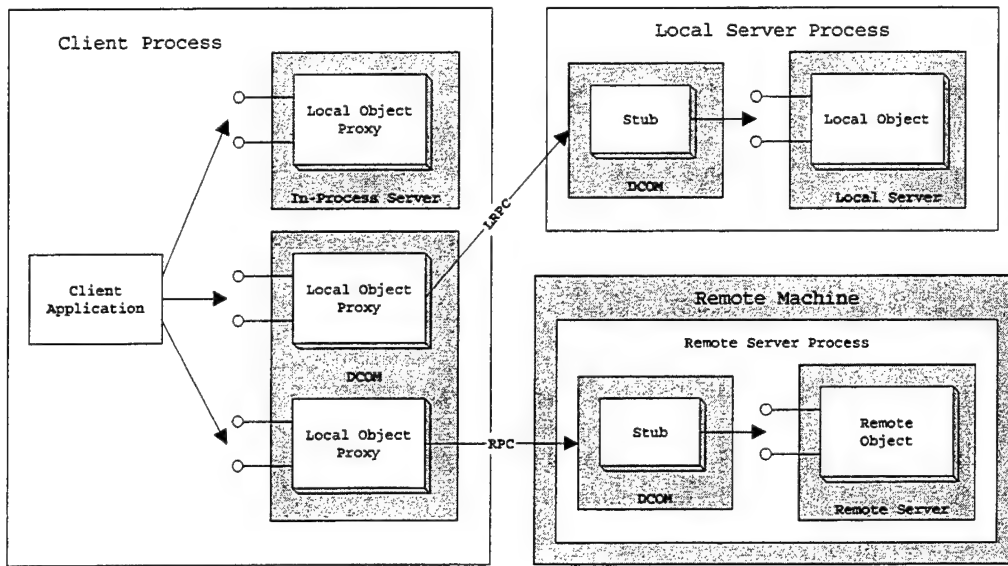 Client Process
Local Object
Proxy
In-Process Server
Client
Application
Local Object
Proxy
DCOM
Local Object
Proxy
LRPC
RPC
Local Server Process
Stub
DCOM
Local Object
Local Server
Remote Machine
Remote Server Process
Stub
DCOM
Remote
Object
Remote Server